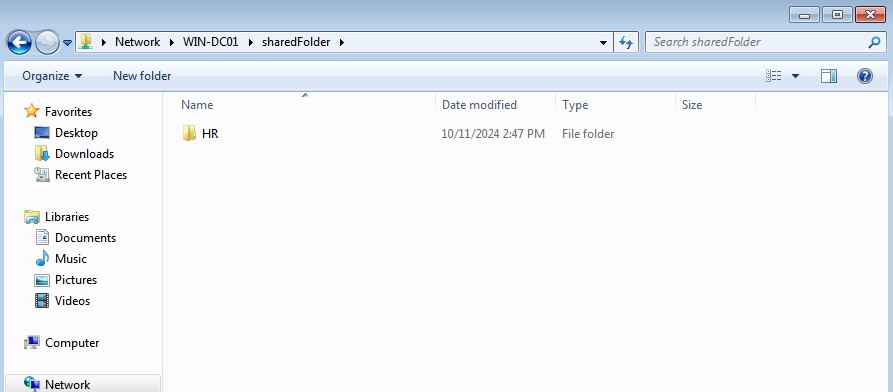 Network WIN-DC01 sharedFolder
Search sharedFolder
Organize New folder
Name Date modified Type Size
HR 10/11/2024 2:47 PM File folder
Favorites
Desktop
Downloads
Recent Places
Libraries
Documents
Music
Pictures
Videos
Computer
Network